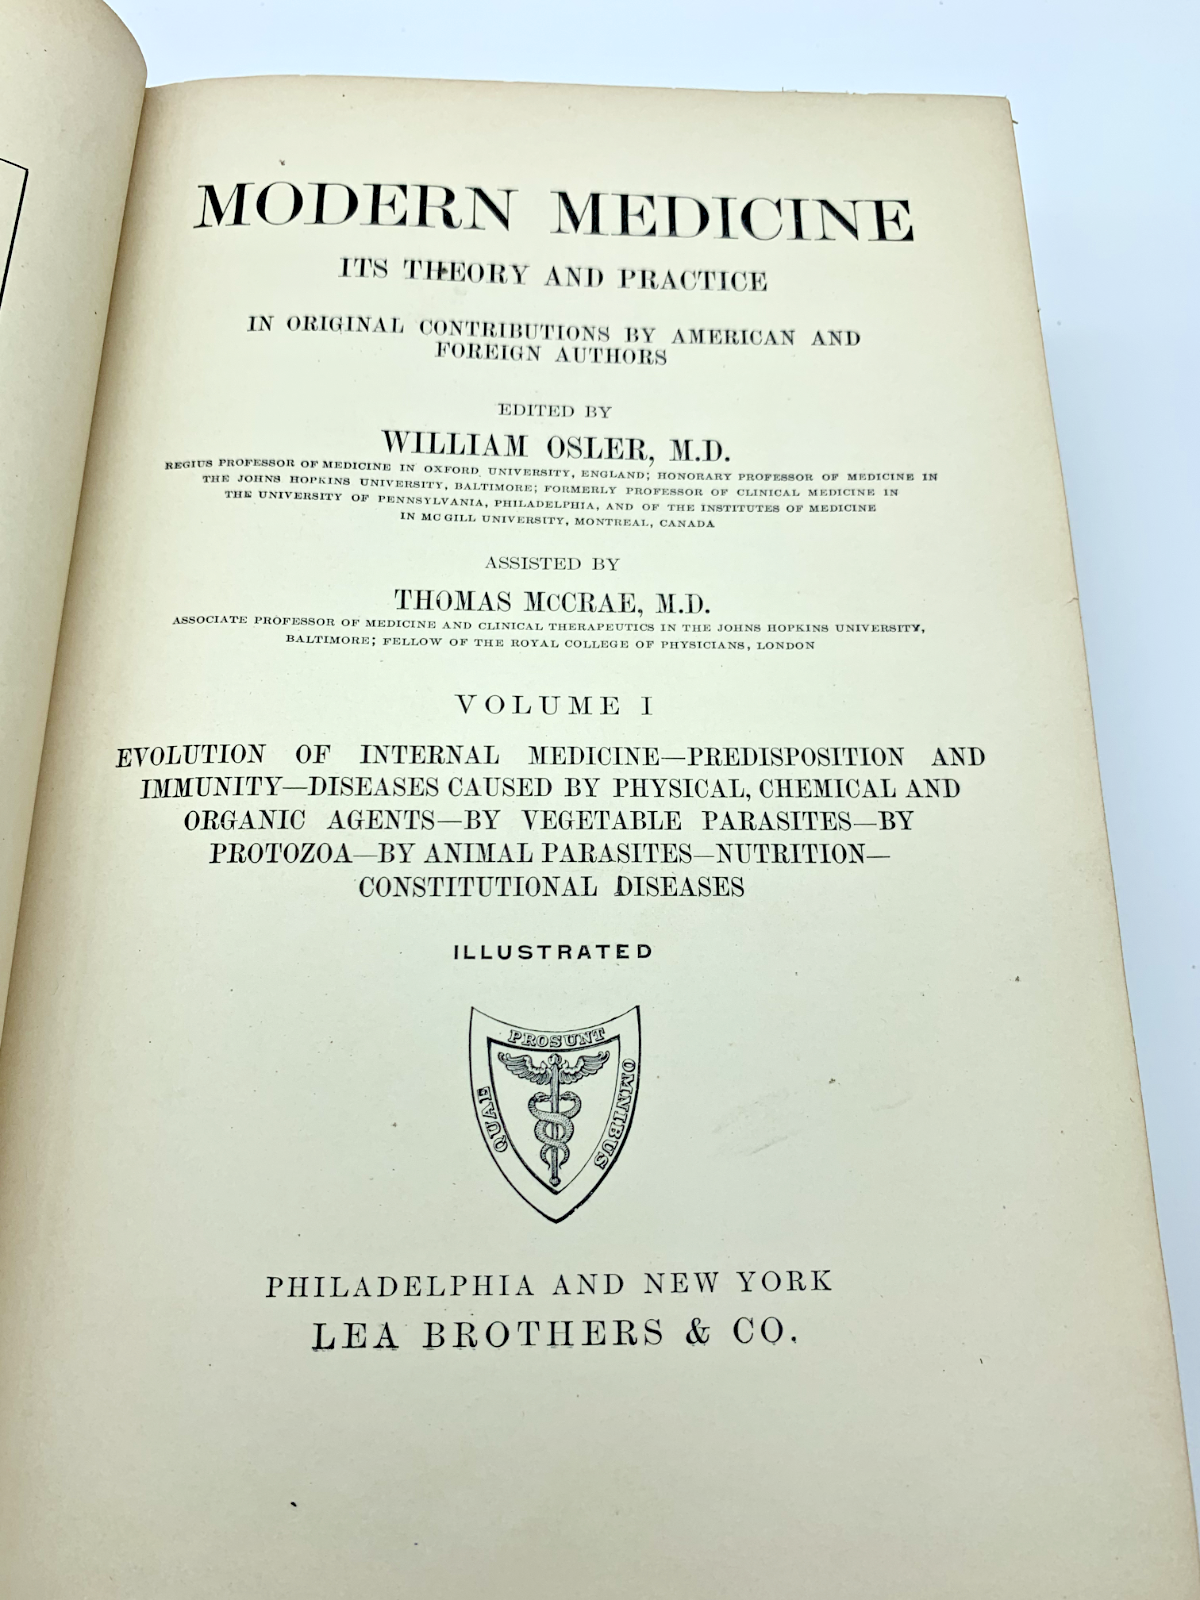 MODERN MEDICINE
ITS THEORY AND PRACTICE
IN ORIGINAL CONTRIBUTIONS BY AMERICAN AND
FOREIGN AUTHORS
EDITED BY
WILLIAM OSLER, M.D.
REGIUS PROFESSOR OF MEDICINE IN OXFORD UNIVERSITY, ENGLAND; HONORARY PROFESSOR OF MEDICINE IN
THE JOHNS HOPKINS UNIVERSITY, BALTIMORE; FORMERLY PROFESSOR OF CLINICAL MEDICINE IN
THE UNIVERSITY OF PENNSYLVANIA, PHILADELPHIA, AND OF THE INSTITUTES OF MEDICINE
IN MCGILL UNIVERSITY, MONTREAL, CANADA
ASSISTED BY
THOMAS McCRAE, M.D.
ASSOCIATE PROFESSOR OF MEDICINE AND CLINICAL THERAPEUTICS IN THE JOHNS HOPKINS UNIVERSITY,
BALTIMORE; FELLOW OF THE ROYAL COLLEGE OF PHYSICIANS, LONDON
VOLUME I
EVOLUTION OF INTERNAL MEDICINE—PREDISPOSITION AND
IMMUNITY—DISEASES CAUSED BY PHYSICAL, CHEMICAL AND
ORGANIC AGENTS—BY VEGETABLE PARASITES—BY
PROTOZOA—BY ANIMAL PARASITES—NUTRITION—
CONSTITUTIONAL DISEASES
ILLUSTRATED
QUAE
PROSUNT
OMNIBUS
PHILADELPHIA AND NEW YORK
LEA BROTHERS & CO.